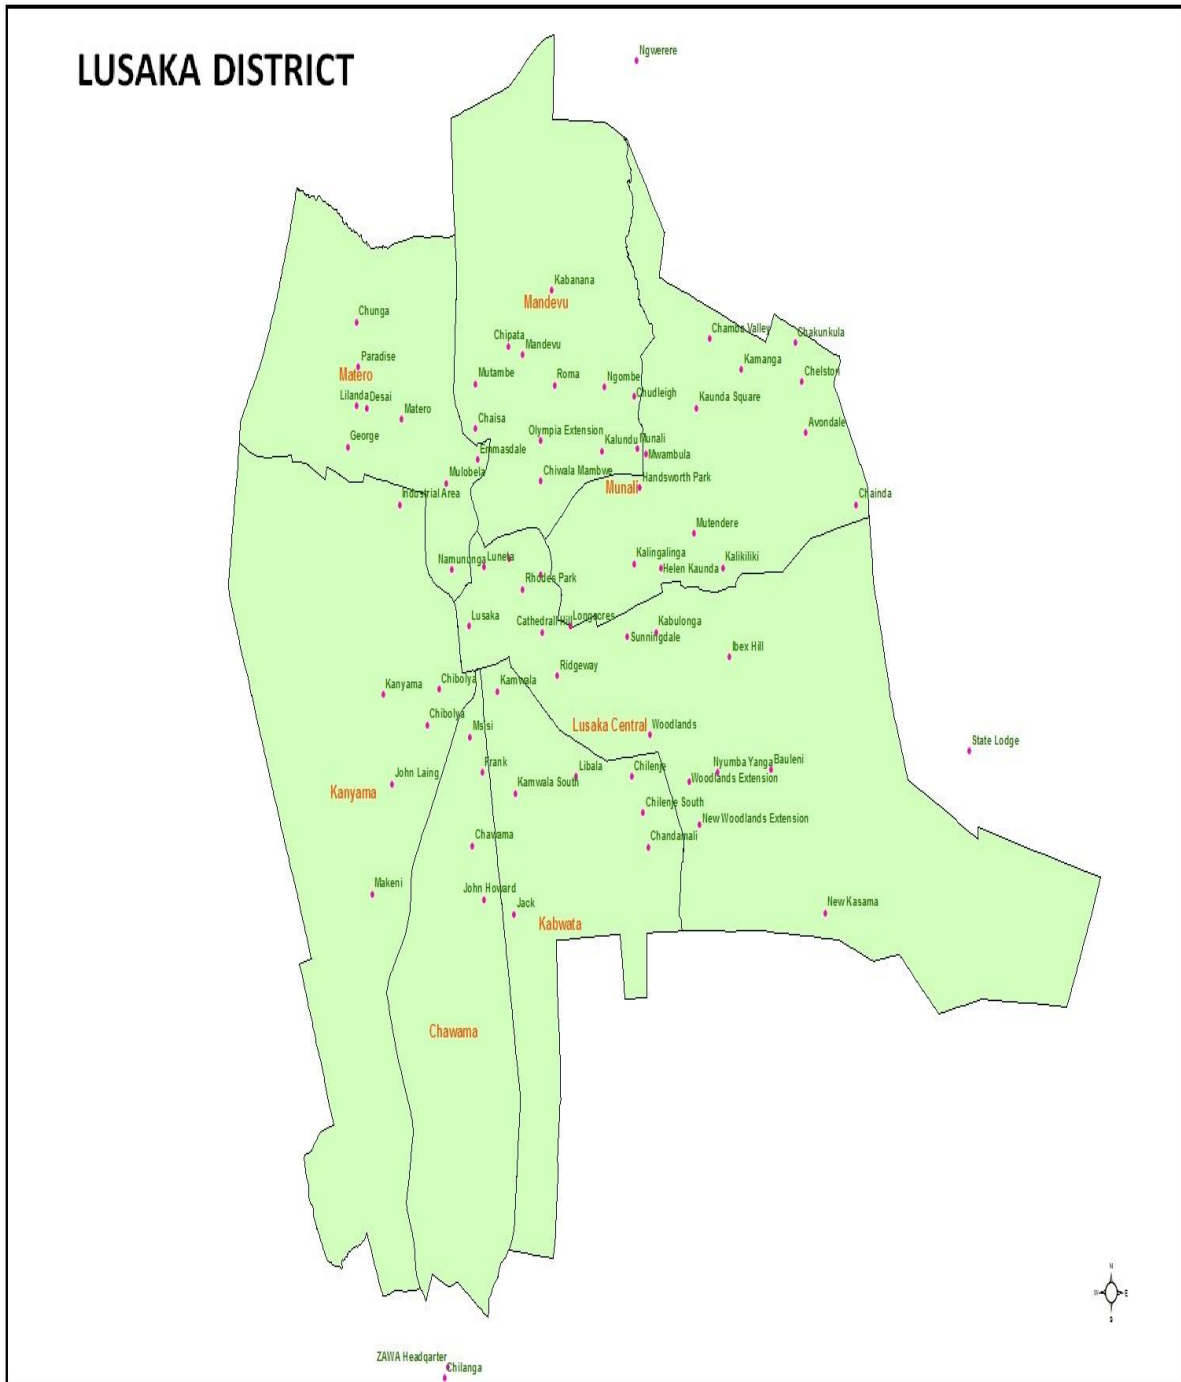 LUSAKA DISTRICT
Ngwerere
Kabanana
Mandevu
Chunga
Chipata
Mandevu
Chamba Valley
Chakunkula
Paradise
Matero
Mutambe
Roma
Ngombe
Kamanga
Chelston
Lilanda
Desai
Matero
Chudleigh
Kaunda Square
George
Chaisa
Olympia Extension
Kalundu
Munali
Avondale
Emmasdale
Mwambula
Mulobela
Chiwala Mambwe
Munali
Handsworth Park
Industrial Area
Chainda
Mutendere
Namununga
Luneta
Kalingalinga
Helen Kaunda
Kalikiliki
Rhodes Park
Lusaka
Cathedrall Hill
Longacres
Sunningdale
Kabulonga
Ibex Hill
Ridgeway
Kanyama
Chibolya
Kamwala
Chibolya
Msisi
Lusaka Central
Woodlands
State Lodge
John Laing
Frank
Kamwala South
Libala
Chilenje
Nyumba Yanga
Bauleni
Woodlands Extension
Kanyama
Chilenje South
New Woodlands Extension
Chawama
Chandamali
Makeni
John Howard
Jack
New Kasama
Kabwata
Chawama
N
W
E
S
ZAWA Headqarter
Chilanga